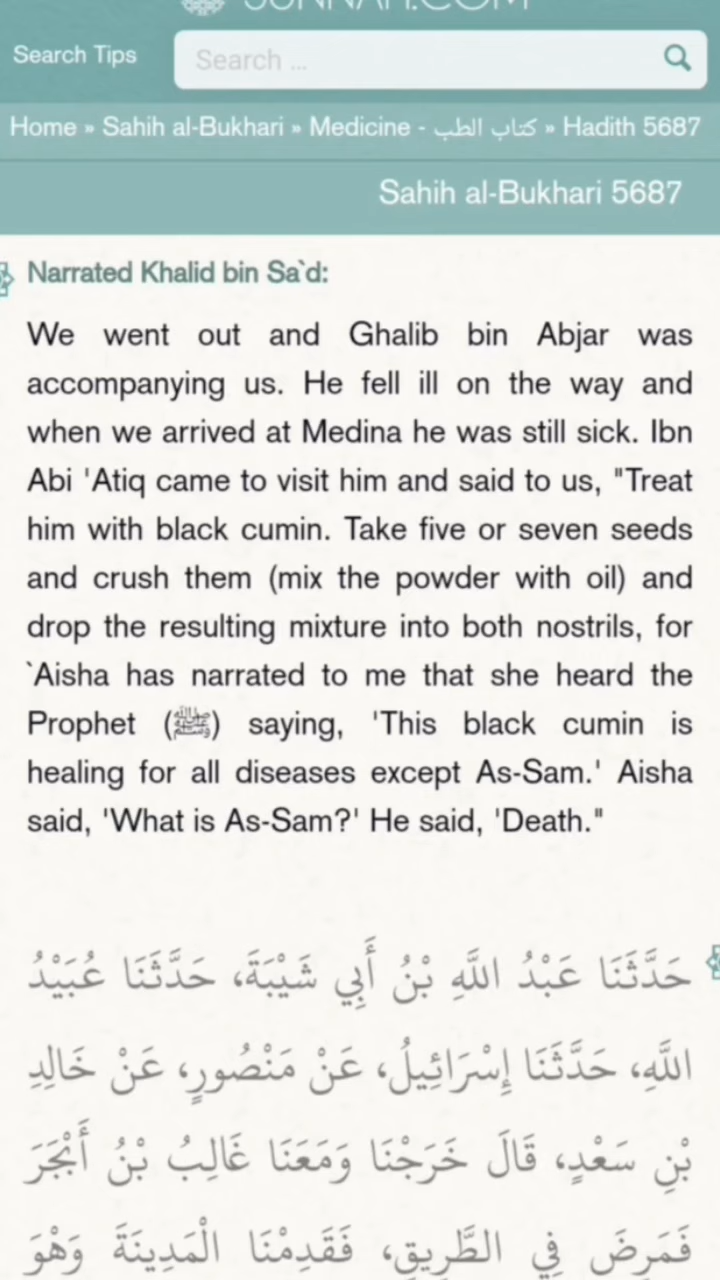 SUNNAH.COM
Search Tips
Search ...
Home » Sahih al-Bukhari » Medicine - كتاب الطب » Hadith 5687
Sahih al-Bukhari 5687
Narrated Khalid bin Sa`d:
We went out and Ghalib bin Abjar was
accompanying us. He fell ill on the way and
when we arrived at Medina he was still sick. Ibn
Abi 'Atiq came to visit him and said to us, "Treat
him with black cumin. Take five or seven seeds
and crush them (mix the powder with oil) and
drop the resulting mixture into both nostrils, for
`Aisha has narrated to me that she heard the
Prophet (ﷺ) saying, 'This black cumin is
healing for all diseases except As-Sam.' Aisha
said, 'What is As-Sam?' He said, 'Death."
حَدَّثَنَا عَبْدُ اللَّهِ بْنُ أَبِي شَيْبَةَ، حَدَّثَنَا عُبَيْدُ
اللَّهِ، حَدَّثَنَا إِسْرَائِيلُ، عَنْ مَنْصُورٍ، عَنْ خَالِدِ
بْنِ سَعْدٍ، قَالَ خَرَجْنَا وَمَعَنَا غَالِبُ بْنُ أَبْجَرَ
فَمَرِضَ فِي الطَّرِيقِ، فَقَدِمْنَا الْمَدِينَةَ وَهْوَ